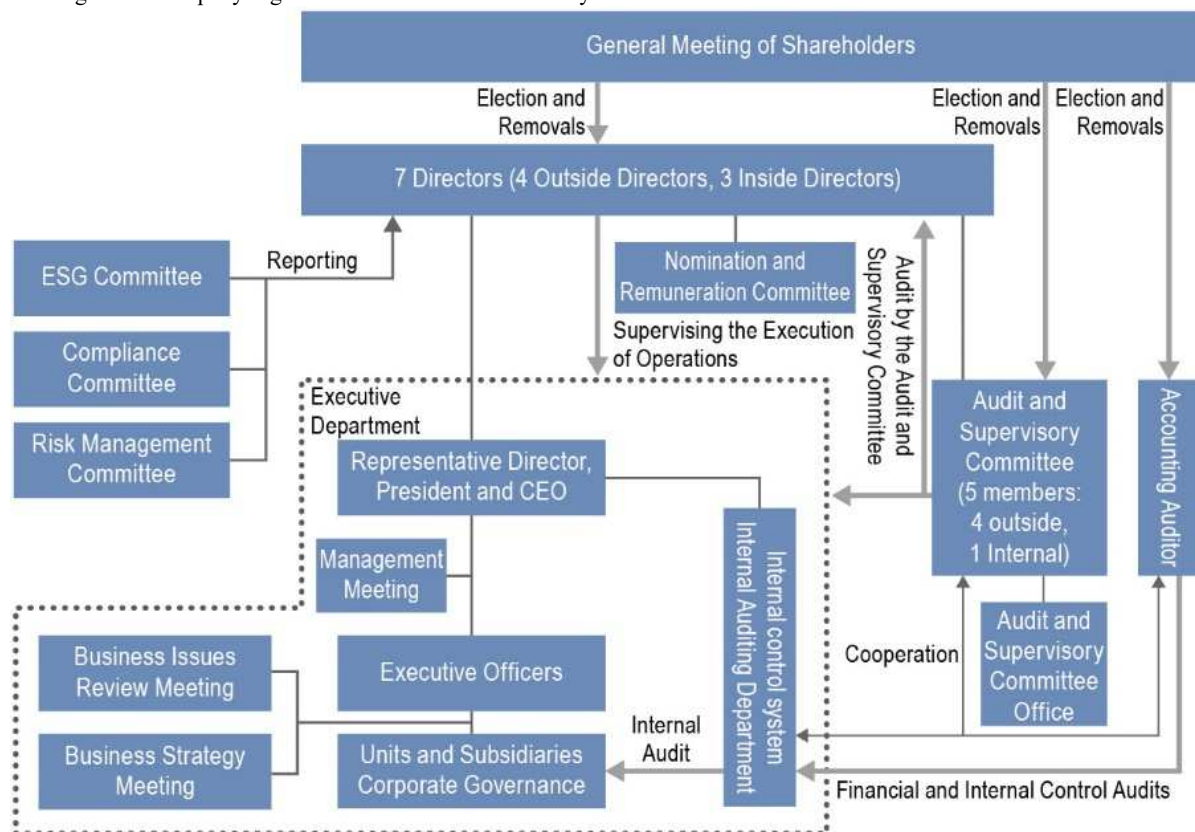 General Meeting of Shareholders
Election and
Removals
Election and
Removals
Election and
Removals
7 Directors (4 Outside Directors, 3 Inside Directors)
ESG Committee
Reporting
Compliance
Committee
Risk Management
Committee
Nomination and
Remuneration Committee
Supervising the Execution
of Operations
Audit by the Audit and
Supervisory Committee
Audit and
Supervisory
Committee
(5 members:
4 outside,
1 Internal)
Accounting Auditor
Executive
Department
Representative Director,
President and CEO
Management
Meeting
Internal control system
Internal Auditing Department
Business Issues
Review Meeting
Executive Officers
Cooperation
Audit and
Supervisory
Committee
Office
Business Strategy
Meeting
Units and Subsidiaries
Corporate Governance
Internal
Audit
Financial and Internal Control Audits